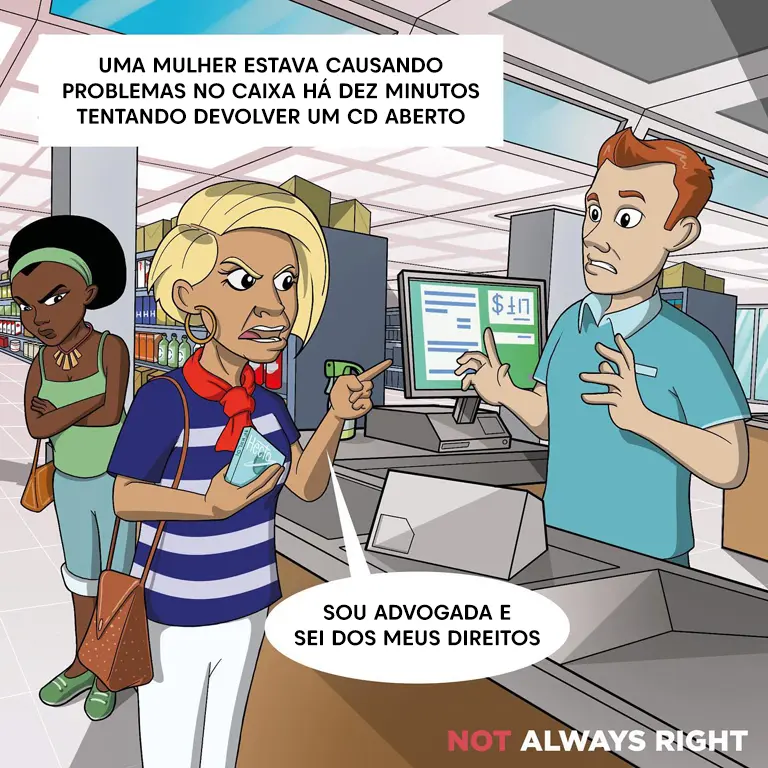 UMA MULHER ESTAVA CAUSANDO
PROBLEMAS NO CAIXA HÁ DEZ MINUTOS
TENTANDO DEVOLVER UM CD ABERTO
SOU ADVOGADA E
SEI DOS MEUS DIREITOS
NOT ALWAYS RIGHT